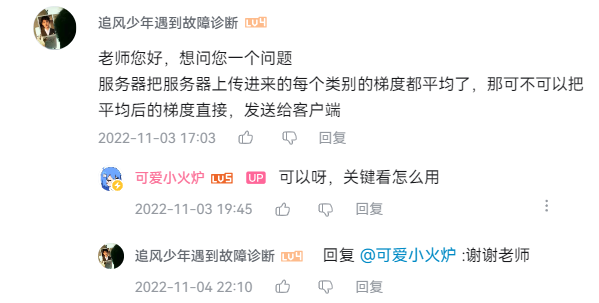 追风少年遇到故障诊断 LV4
老师您好，想问您一个问题
服务器把服务器上传进来的每个类别的梯度都平均了，那可不可以把
平均后的梯度直接，发送给客户端
2022-11-03 17:03 回复
可爱小火炉 LV5 UP 可以呀，关键看怎么用
2022-11-03 19:45 回复
追风少年遇到故障诊断 LV4 回复 @可爱小火炉 :谢谢老师
2022-11-04 22:10 回复